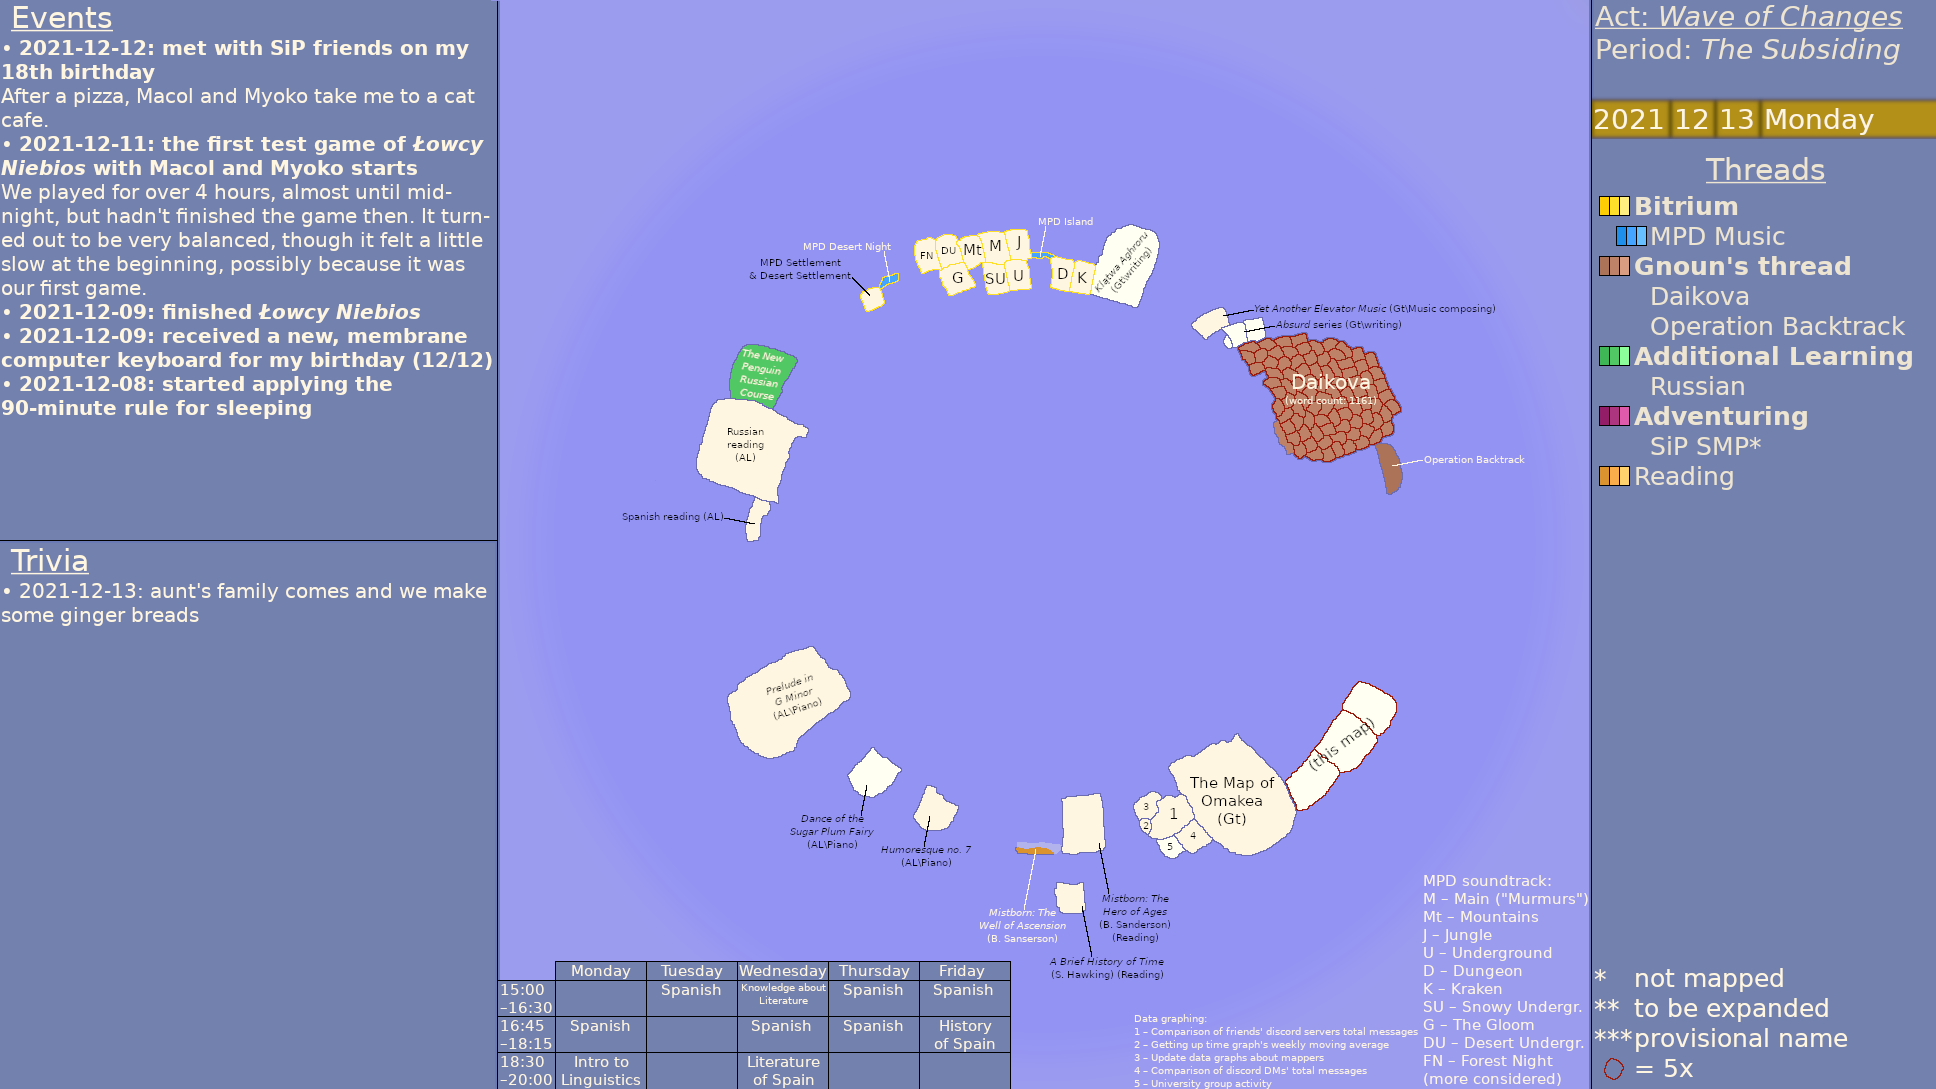 Events
• 2021-12-12: met with SiP friends on my
18th birthday
After a pizza, Macol and Myoko take me to a cat
cafe.
• 2021-12-11: the first test game of Łowcy
Niebios with Macol and Myoko starts
We played for over 4 hours, almost until mid-
night, but hadn't finished the game then. It turn-
ed out to be very balanced, though it felt a little
slow at the beginning, possibly because it was
our first game.
• 2021-12-09: finished Łowcy Niebios
• 2021-12-09: received a new, membrane
computer keyboard for my birthday (12/12)
• 2021-12-08: started applying the
90-minute rule for sleeping
Trivia
• 2021-12-13: aunt's family comes and we make
some ginger breads
MPD Island
MPD Desert Night
MPD Settlement
& Desert Settlement
FN
DU
Mt
M
J
G
SU
U
D
K
Klątwa Aghroru
(Gt\writing)
Yet Another Elevator Music (Gt\Music composing)
Absurd series (Gt\writing)
Daikova
(word count: 1161)
Operation Backtrack
The New
Penguin
Russian
Course
Russian
reading
(AL)
Spanish reading (AL)
Prelude in
G Minor
(AL\Piano)
Dance of the
Sugar Plum Fairy
(AL\Piano)
Humoresque no. 7
(AL\Piano)
Mistborn: The
Well of Ascension
(B. Sanserson)
Mistborn: The
Hero of Ages
(B. Sanderson)
(Reading)
A Brief History of Time
(S. Hawking) (Reading)
(this map)
The Map of
Omakea
(Gt)
3
1
2
4
5
Monday Tuesday Wednesday Thursday Friday
15:00
–16:30
Spanish
Knowledge about
Literature
Spanish
Spanish
16:45
–18:15
Spanish
Spanish
Spanish
History
of Spain
18:30
–20:00
Intro to
Linguistics
Literature
of Spain
Data graphing:
1 – Comparison of friends' discord servers total messages
2 – Getting up time graph's weekly moving average
3 – Update data graphs about mappers
4 – Comparison of discord DMs' total messages
5 – University group activity
MPD soundtrack:
M – Main ("Murmurs")
Mt – Mountains
J – Jungle
U – Underground
D – Dungeon
K – Kraken
SU – Snowy Undergr.
G – The Gloom
DU – Desert Undergr.
FN – Forest Night
(more considered)
Act: Wave of Changes
Period: The Subsiding
2021 12 13 Monday
Threads
Bitrium
MPD Music
Gnoun's thread
Daikova
Operation Backtrack
Additional Learning
Russian
Adventuring
SiP SMP*
Reading
* not mapped
** to be expanded
*** provisional name
= 5x